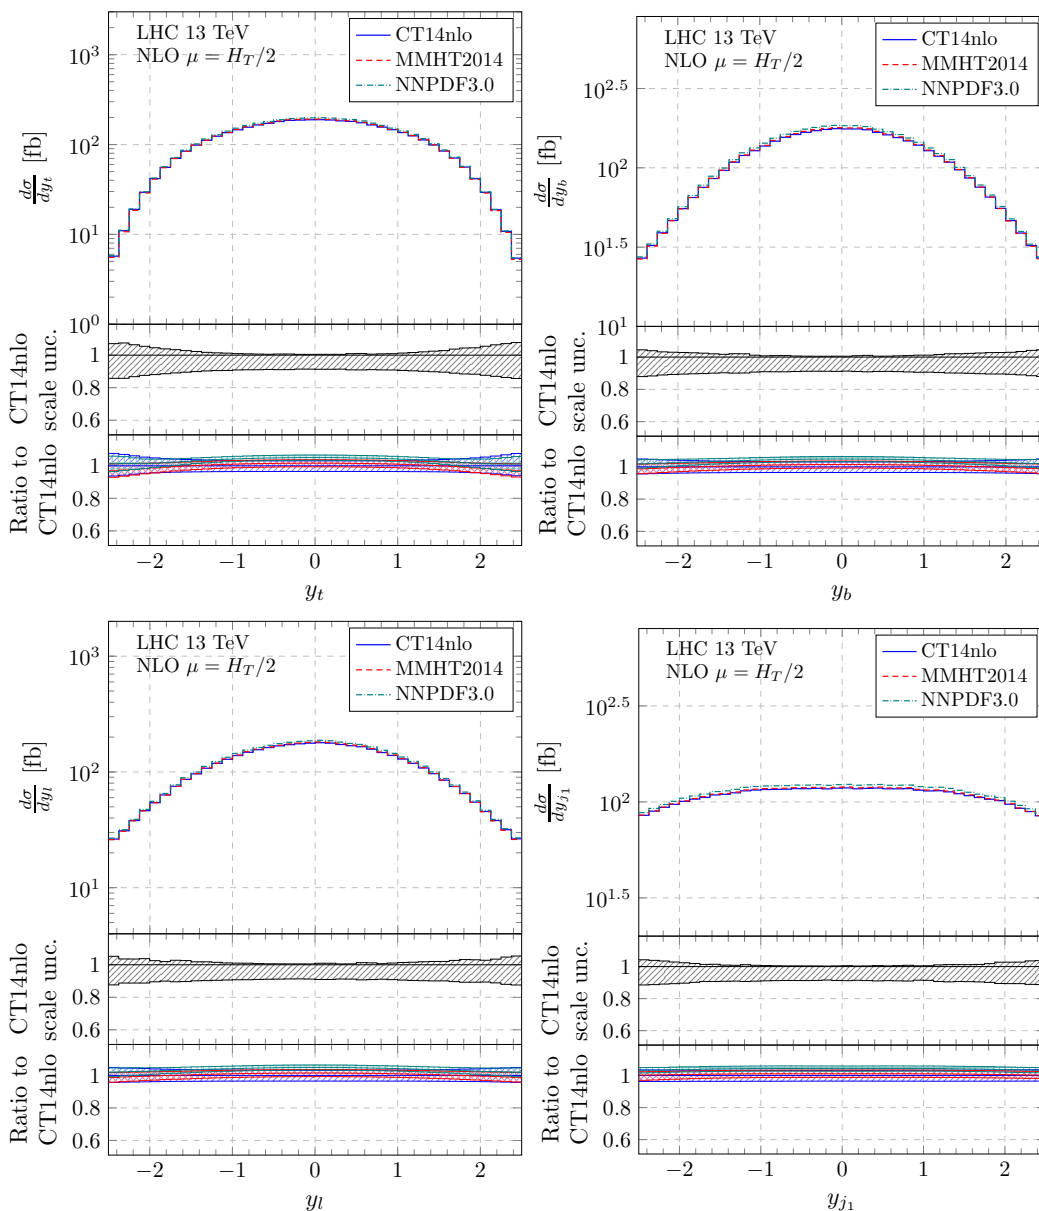 LHC 13 TeV
NLO μ = H_T/2
CT14nlo
MMHT2014
NNPDF3.0
10^3
10^2
10^1
10^0
dσ/dy_t [fb]
1
0.8
0.6
CT14nlo
scale unc.
1
0.8
0.6
Ratio to
CT14nlo
−2 −1 0 1 2
y_t
LHC 13 TeV
NLO μ = H_T/2
CT14nlo
MMHT2014
NNPDF3.0
10^2.5
10^2
10^1.5
10^1
dσ/dy_b [fb]
1
0.8
0.6
CT14nlo
scale unc.
1
0.8
0.6
Ratio to
CT14nlo
−2 −1 0 1 2
y_b
LHC 13 TeV
NLO μ = H_T/2
CT14nlo
MMHT2014
NNPDF3.0
10^3
10^2
10^1
dσ/dy_l [fb]
1
0.8
0.6
CT14nlo
scale unc.
1
0.8
0.6
Ratio to
CT14nlo
−2 −1 0 1 2
y_l
LHC 13 TeV
NLO μ = H_T/2
CT14nlo
MMHT2014
NNPDF3.0
10^2.5
10^2
10^1.5
dσ/dy_j₁ [fb]
1
0.8
0.6
CT14nlo
scale unc.
1
0.8
0.6
Ratio to
CT14nlo
−2 −1 0 1 2
y_j₁